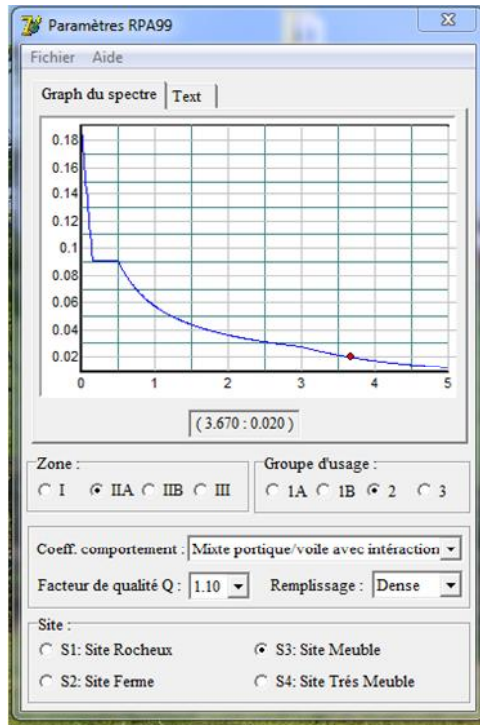 Paramètres RPA99
Fichier Aide
Graph du spectre Text
0.18
0.16
0.14
0.12
0.1
0.08
0.06
0.04
0.02
0 1 2 3 4 5
( 3.670 : 0.020 )
Zone : Groupe d'usage :
I IIA IIB III 1A 1B 2 3
Coeff. comportement : Mixte portique/voile avec intéraction
Facteur de qualité Q : 1.10 Remplissage : Dense
Site :
S1: Site Rocheux S3: Site Meuble
S2: Site Ferme S4: Site Trés Meuble